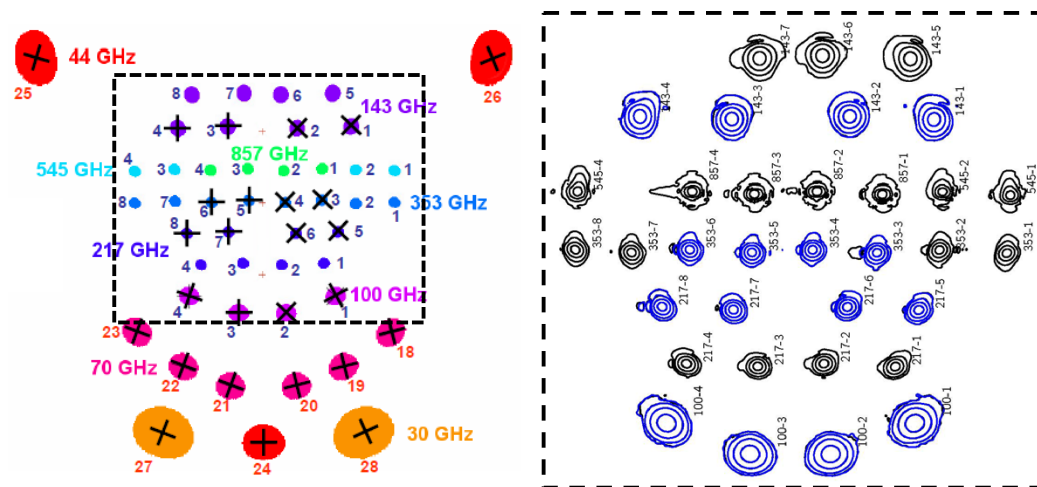 44 GHz
25
26
8 7 6 5
143 GHz
4 3 2 1
857 GHz
545 GHz
4 3 4 3 2 1 2 1
8 7 6 5 4 3 2 1
353 GHz
8 7 6 5
217 GHz
4 3 2 1
100 GHz
4 3 2 1
23
18
70 GHz
22
21
20
19
30 GHz
27
24
28
143-7
143-6
143-5
143-4
143-3
143-2
143-1
545-4
857-4
857-3
857-2
857-1
545-2
545-1
353-8
353-7
353-6
353-5
353-4
353-3
353-2
353-1
217-8
217-7
217-6
217-5
217-4
217-3
217-2
217-1
100-4
100-3
100-2
100-1